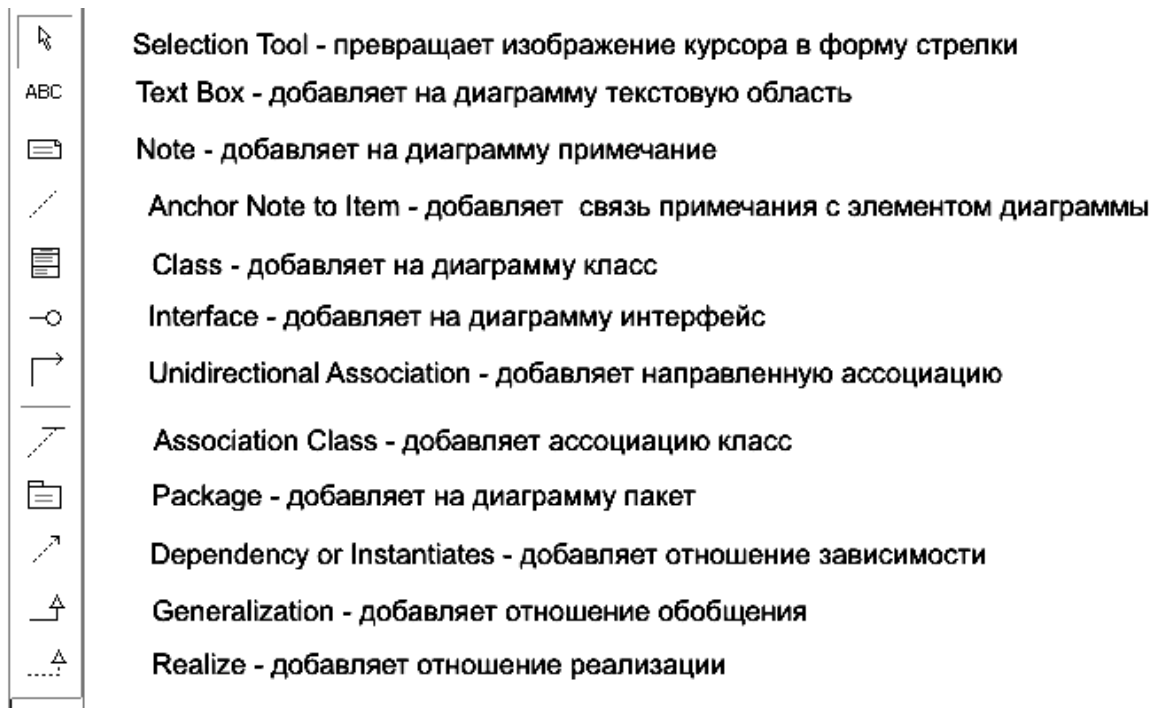 Selection Tool - превращает изображение курсора в форму стрелки
ABC Text Box - добавляет на диаграмму текстовую область
Note - добавляет на диаграмму примечание
Anchor Note to Item - добавляет связь примечания с элементом диаграммы
Class - добавляет на диаграмму класс
Interface - добавляет на диаграмму интерфейс
Unidirectional Association - добавляет направленную ассоциацию
Association Class - добавляет ассоциацию класс
Package - добавляет на диаграмму пакет
Dependency or Instantiates - добавляет отношение зависимости
Generalization - добавляет отношение обобщения
Realize - добавляет отношение реализации